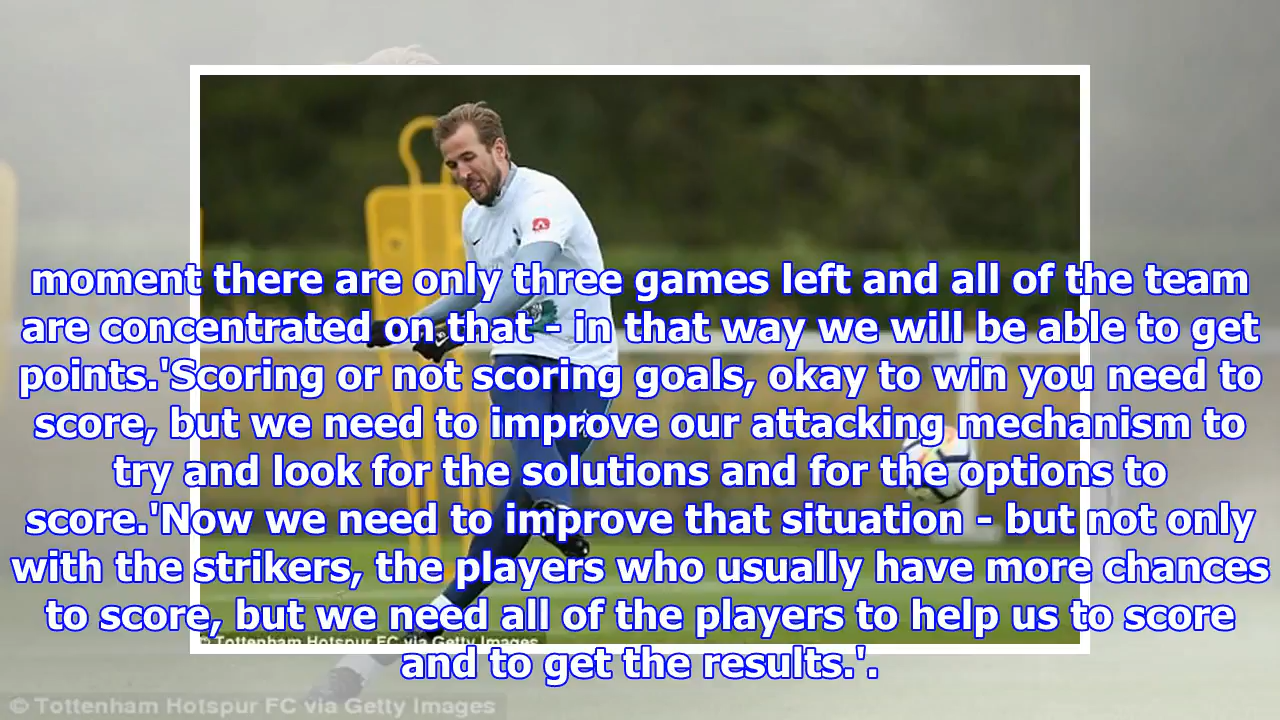 moment there are only three games left and all of the team
are concentrated on that - in that way we will be able to get
points.'Scoring or not scoring goals, okay to win you need to
score, but we need to improve our attacking mechanism to
try and look for the solutions and for the options to
score.'Now we need to improve that situation - but not only
with the strikers, the players who usually have more chances
to score, but we need all of the players to help us to score
© Tottenham Hotspur FC via Getty Images
and to get the results.'.
© Tottenham Hotspur FC via Getty Images